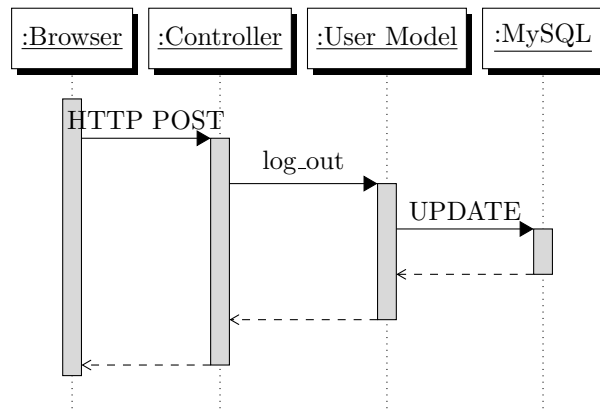 :Browser
:Controller
:User Model
:MySQL
HTTP POST
log_out
UPDATE